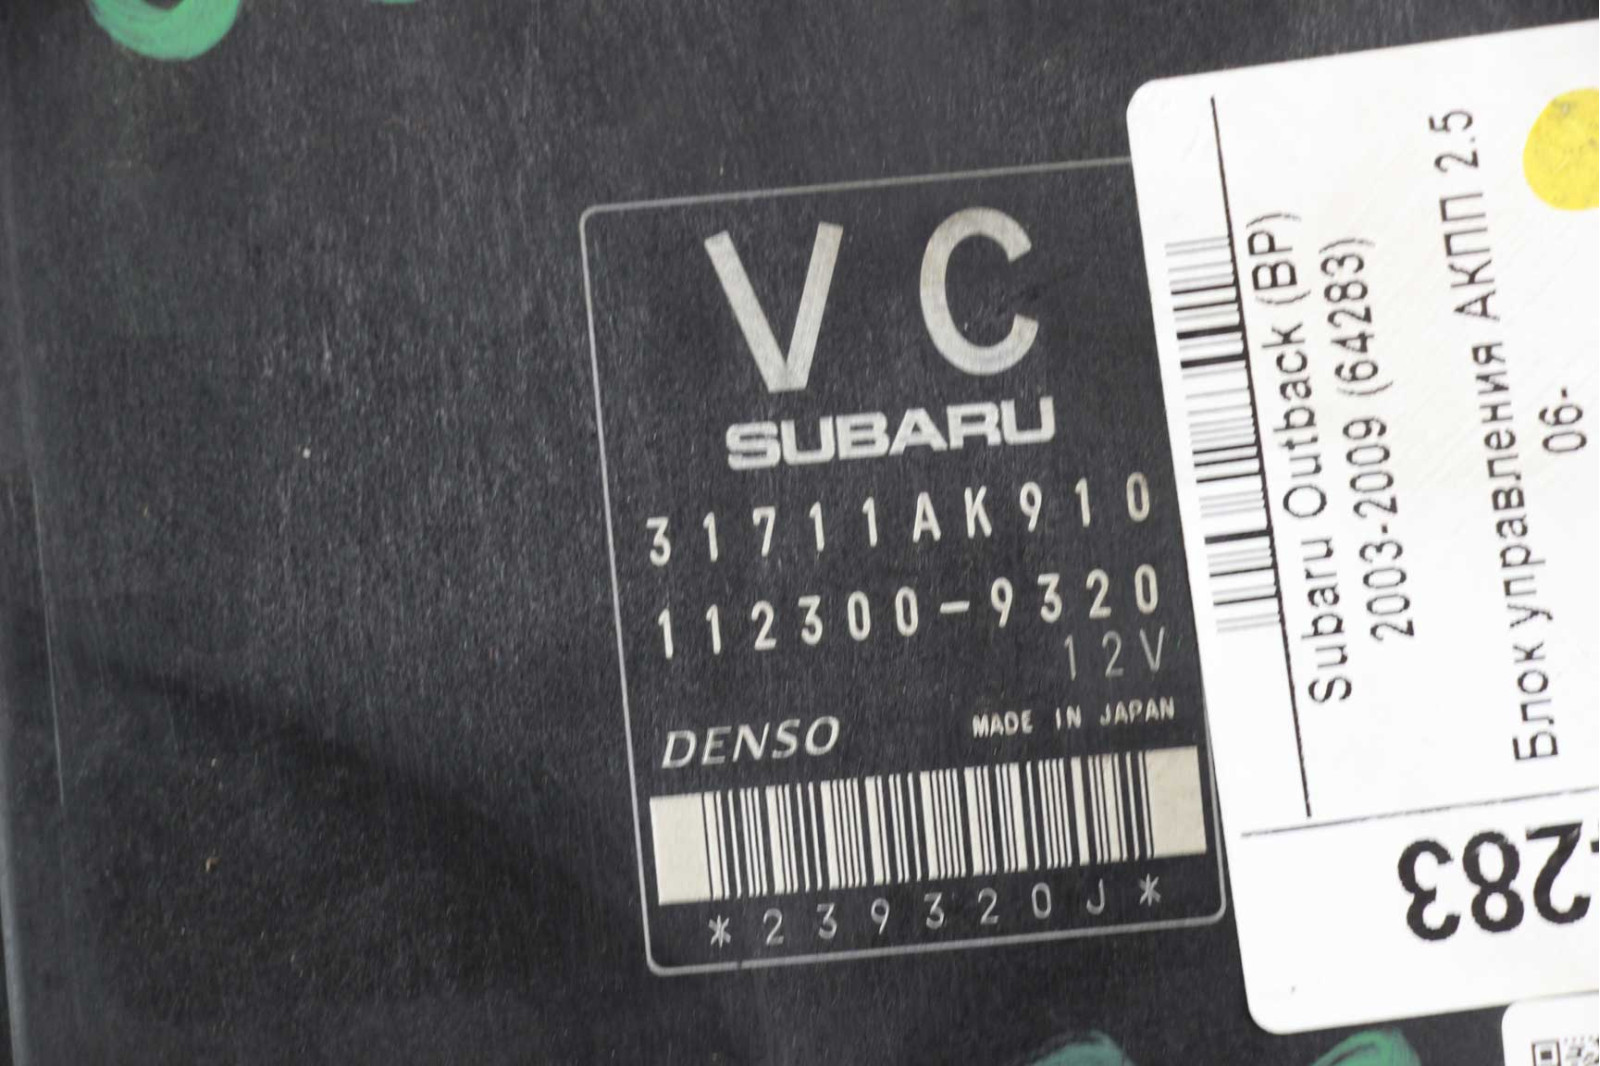 VC
SUBARU
31711AK910
112300-9320
12V
DENSO MADE IN JAPAN
*239320J*
Subaru Outback (BP)
2003-2009 (64283)
Блок управления АКПП 2.5
06-
283